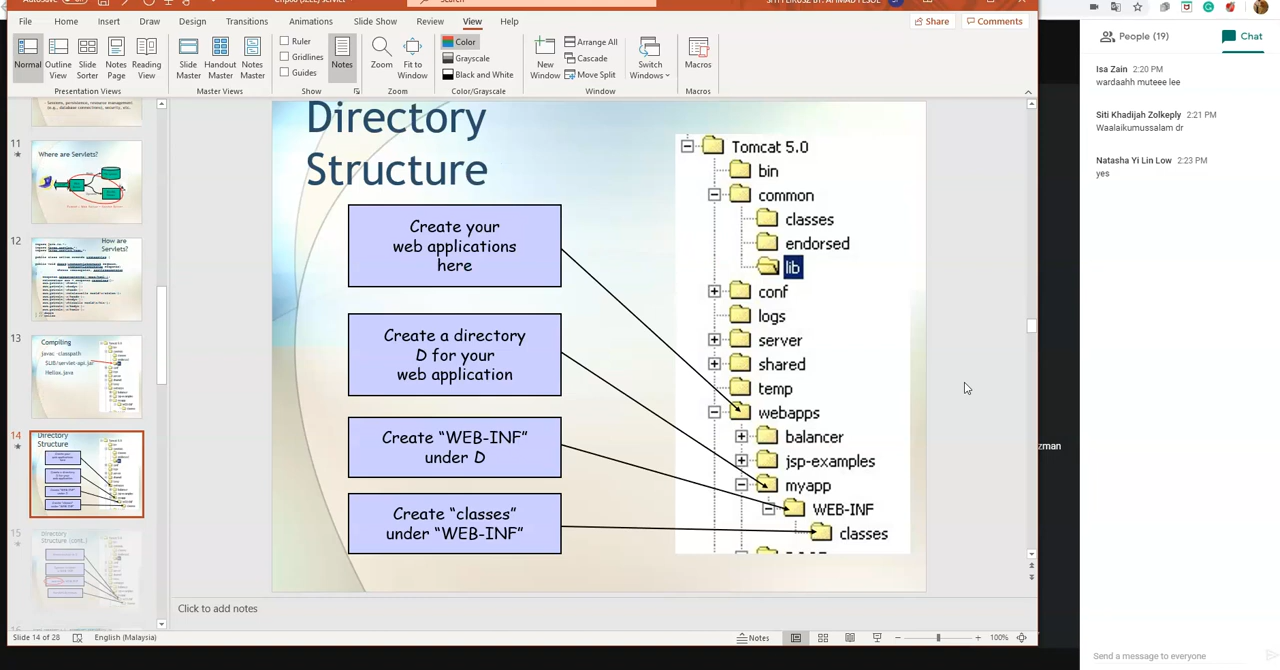 File
Home
Insert
Draw
Design
Transitions
Animations
Slide Show
Review
View
Help
Share
Comments
Normal
Outline View
Slide Sorter
Notes Page
Reading View
Presentation Views
Slide Master
Handout Master
Notes Master
Master Views
Ruler
Gridlines
Guides
Show
Notes
Zoom
Fit to Window
Zoom
Color
Grayscale
Black and White
Color/Grayscale
New Window
Arrange All
Cascade
Move Split
Switch Windows
Window
Macros
Macros
11
Where are Servlets?
12
How are Servlets?
13
Compiling
javac -classpath
Hellox.java
14
Directory Structure
15
Directory Structure (cont.)
Directory
Structure
Create your
web applications
here
Create a directory
D for your
web application
Create “WEB-INF”
under D
Create “classes”
under “WEB-INF”
Tomcat 5.0
bin
common
classes
endorsed
lib
conf
logs
server
shared
temp
webapps
balancer
jsp-examples
myapp
WEB-INF
classes
Click to add notes
Slide 14 of 28
English (Malaysia)
Notes
100%
People (19)
Chat
Isa Zain 2:20 PM
wardaahh muteee lee
Siti Khadijah Zolkeply 2:21 PM
Waalaikumussalam dr
Natasha Yi Lin Low 2:23 PM
yes
zman
Send a message to everyone